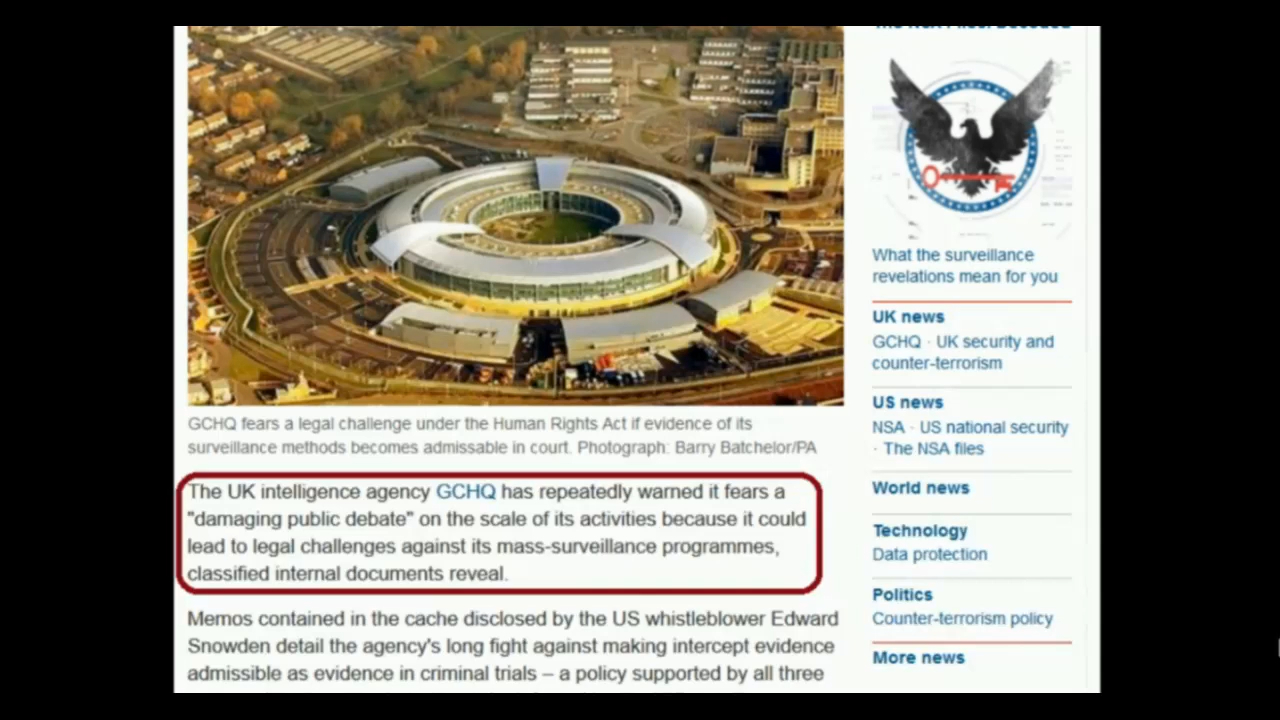 GCHQ fears a legal challenge under the Human Rights Act if evidence of its
surveillance methods becomes admissable in court. Photograph: Barry Batchelor/PA
The UK intelligence agency GCHQ has repeatedly warned it fears a
"damaging public debate" on the scale of its activities because it could
lead to legal challenges against its mass-surveillance programmes,
classified internal documents reveal.
Memos contained in the cache disclosed by the US whistleblower Edward
Snowden detail the agency's long fight against making intercept evidence
admissible as evidence in criminal trials – a policy supported by all three
What the surveillance
revelations mean for you
UK news
GCHQ · UK security and
counter-terrorism
US news
NSA · US national security
· The NSA files
World news
Technology
Data protection
Politics
Counter-terrorism policy
More news